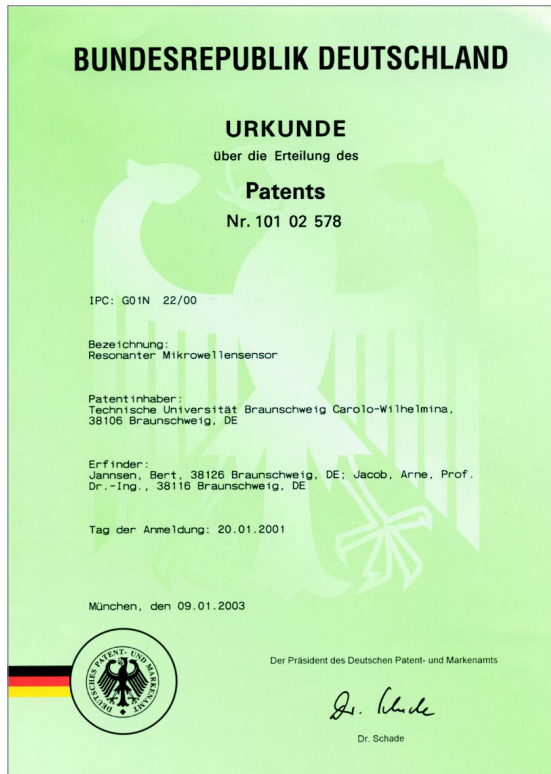 BUNDESREPUBLIK DEUTSCHLAND
URKUNDE
über die Erteilung des
Patents
Nr. 101 02 578
IPC: G01N 22/00
Bezeichnung:
Resonanter Mikrowellensensor
Patentinhaber:
Technische Universität Braunschweig Carolo-Wilhelmina,
38106 Braunschweig, DE
Erfinder:
Jannsen, Bert, 38126 Braunschweig, DE; Jacob, Arne, Prof.
Dr.-Ing., 38116 Braunschweig, DE
Tag der Anmeldung: 20.01.2001
München, den 09.01.2003
DEUTSCHES PATENT- UND MARKENAMT
Der Präsident des Deutschen Patent- und Markenamts
Dr. Schade
Dr. Schade